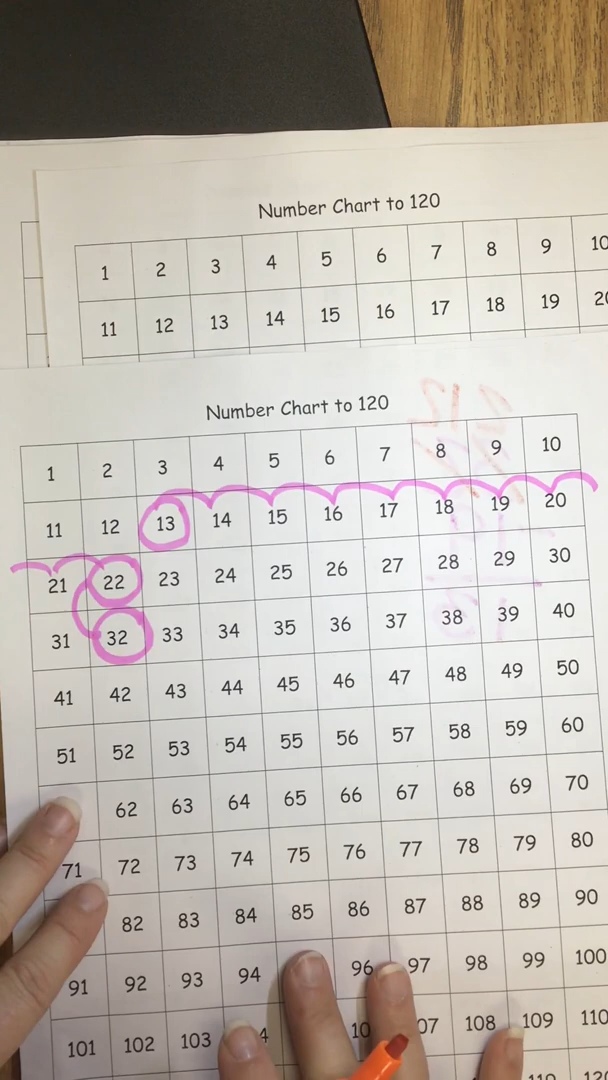 Number Chart to 120
1 2 3 4 5 6 7 8 9 10
11 12 13 14 15 16 17 18 19
Number Chart to 120
1 2 3 4 5 6 7 8 9 10
11 12 13 14 15 16 17 18 19 20
21 22 23 24 25 26 27 28 29 30
31 32 33 34 35 36 37 38 39 40
41 42 43 44 45 46 47 48 49 50
51 52 53 54 55 56 57 58 59 60
62 63 64 65 66 67 68 69 70
71 72 73 74 75 76 77 78 79 80
82 83 84 85 86 87 88 89 90
91 92 93 94 96 97 98 99 100
101 102 103 108 109 110